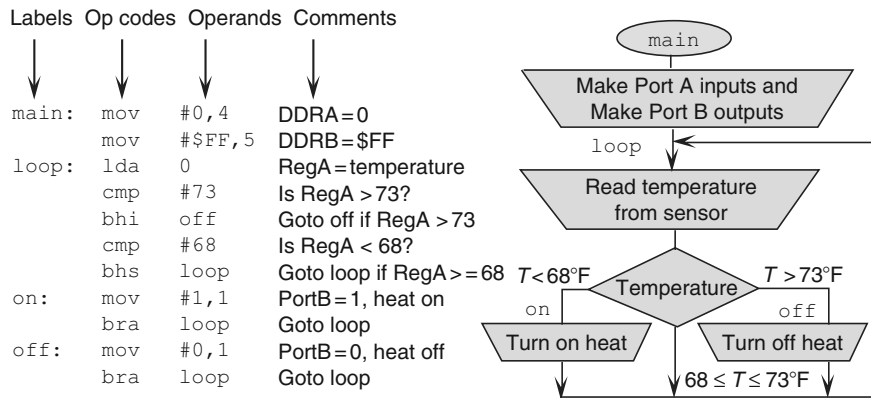 Labels Op codes Operands Comments
main: mov #0,4 DDRA=0
mov #$FF,5 DDRB=$FF
loop: lda 0 RegA=temperature
cmp #73 Is RegA >73?
bhi off Goto off if RegA >73
cmp #68 Is RegA < 68?
bhs loop Goto loop if RegA>=68
on: mov #1,1 PortB=1, heat on
bra loop Goto loop
off: mov #0,1 PortB=0, heat off
bra loop Goto loop
main
Make Port A inputs and
Make Port B outputs
loop
Read temperature
from sensor
T<68°F
Temperature
T>73°F
on
off
Turn on heat
Turn off heat
68 ≤ T ≤ 73°F